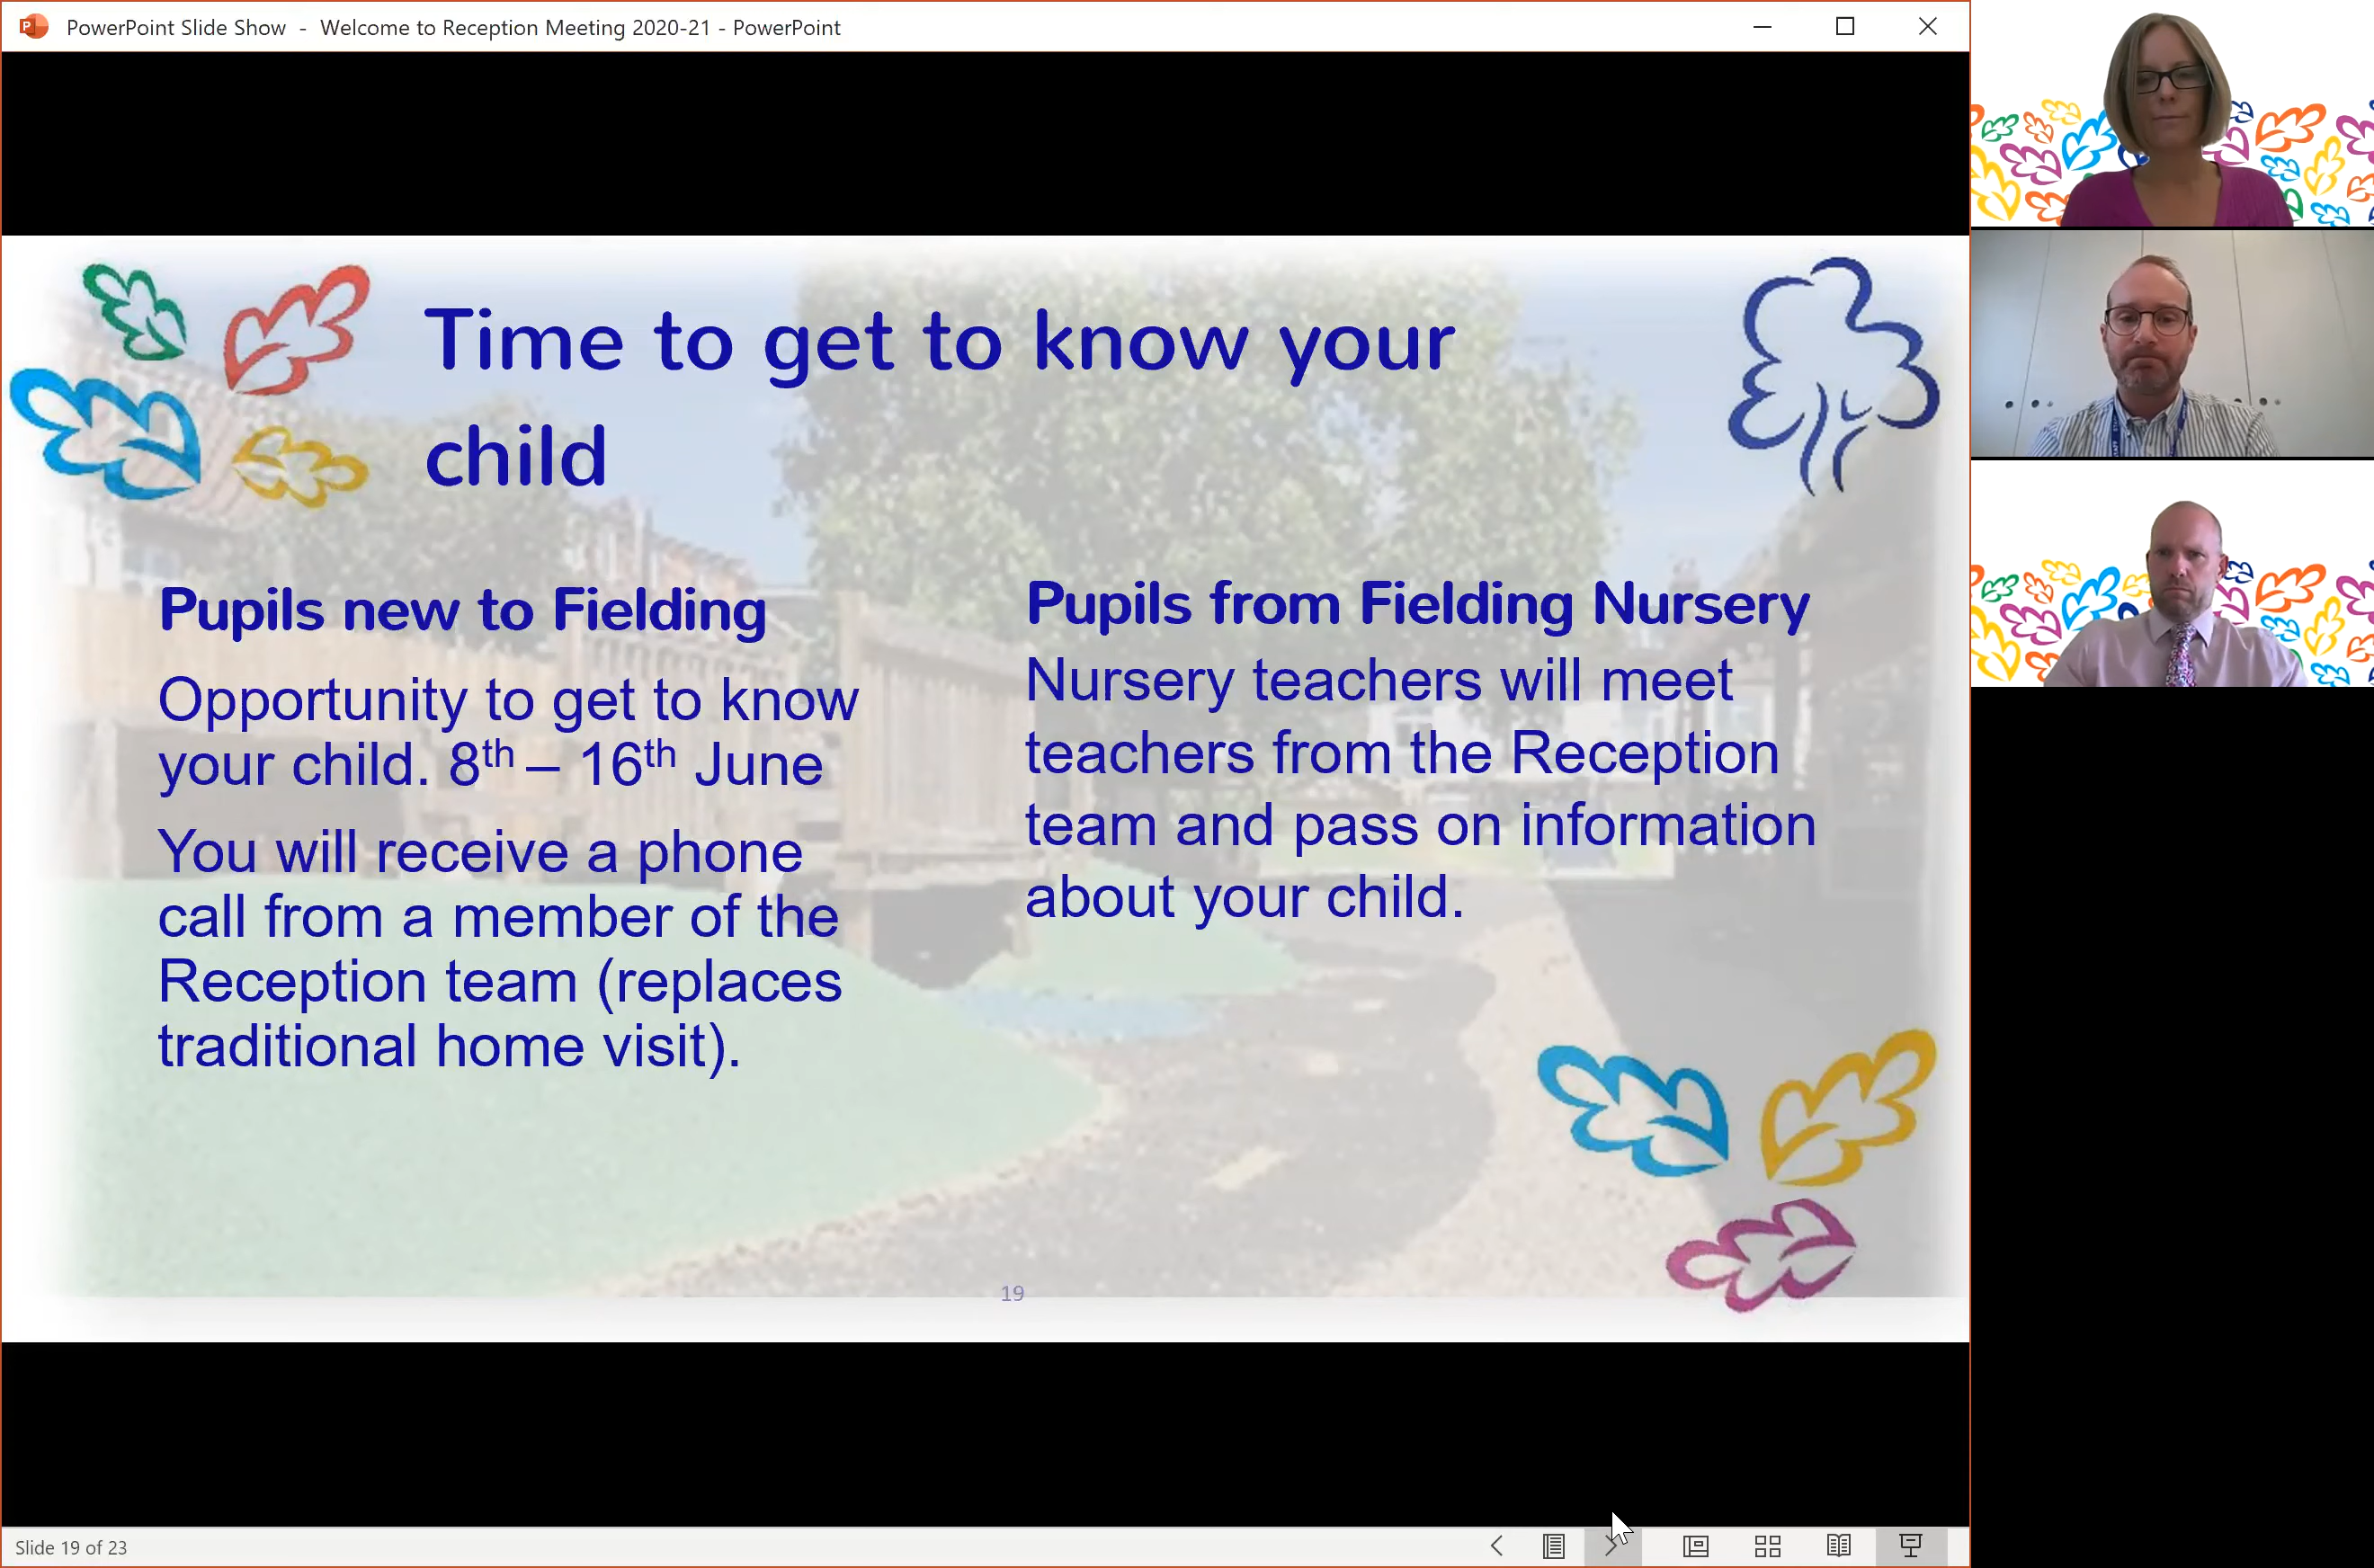 PowerPoint Slide Show - Welcome to Reception Meeting 2020-21 - PowerPoint
Time to get to know your
child
Pupils new to Fielding
Opportunity to get to know
your child. 8th – 16th June
You will receive a phone
call from a member of the
Reception team (replaces
traditional home visit).
Pupils from Fielding Nursery
Nursery teachers will meet
teachers from the Reception
team and pass on information
about your child.
19
Slide 19 of 23